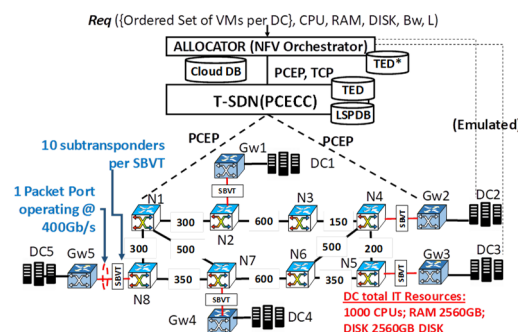 Req ({Ordered Set of VMs per DC}, CPU, RAM, DISK, Bw, L)
ALLOCATOR (NFV Orchestrator)
TED*
Cloud DB
PCEP, TCP
TED
T-SDN(PCECC)
LSPDB
(Emulated)
10 subtransponders
per SBVT
PCEP
PCEP
Gw1
DC1
SBVT
1 Packet Port
operating @
400Gb/s
N1
N3
N4
Gw2
DC2
300
600
150
SBVT
N2
300
500
500
200
DC5
Gw5
N7
N6
N5
Gw3
DC3
SBVT
350
600
350
SBVT
N8
SBVT
Gw4
DC4
DC total IT Resources:
1000 CPUs; RAM 2560GB;
DISK 2560GB DISK